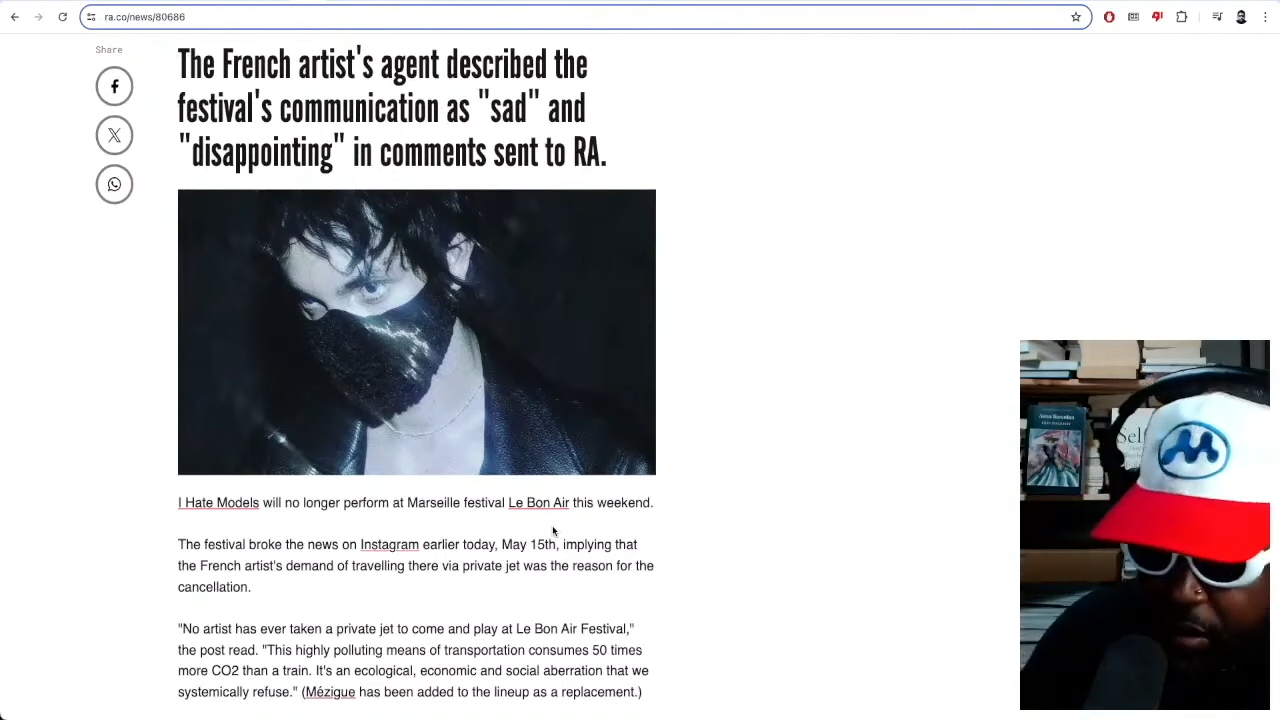 ra.co/news/80686
Share
The French artist's agent described the
festival's communication as "sad" and
"disappointing" in comments sent to RA.
I Hate Models will no longer perform at Marseille festival Le Bon Air this weekend.
The festival broke the news on Instagram earlier today, May 15th, implying that
the French artist's demand of travelling there via private jet was the reason for the
cancellation.
"No artist has ever taken a private jet to come and play at Le Bon Air Festival,"
the post read. "This highly polluting means of transportation consumes 50 times
more CO2 than a train. It's an ecological, economic and social aberration that we
systemically refuse." (Mézigue has been added to the lineup as a replacement.)
Anna Karenina
Self